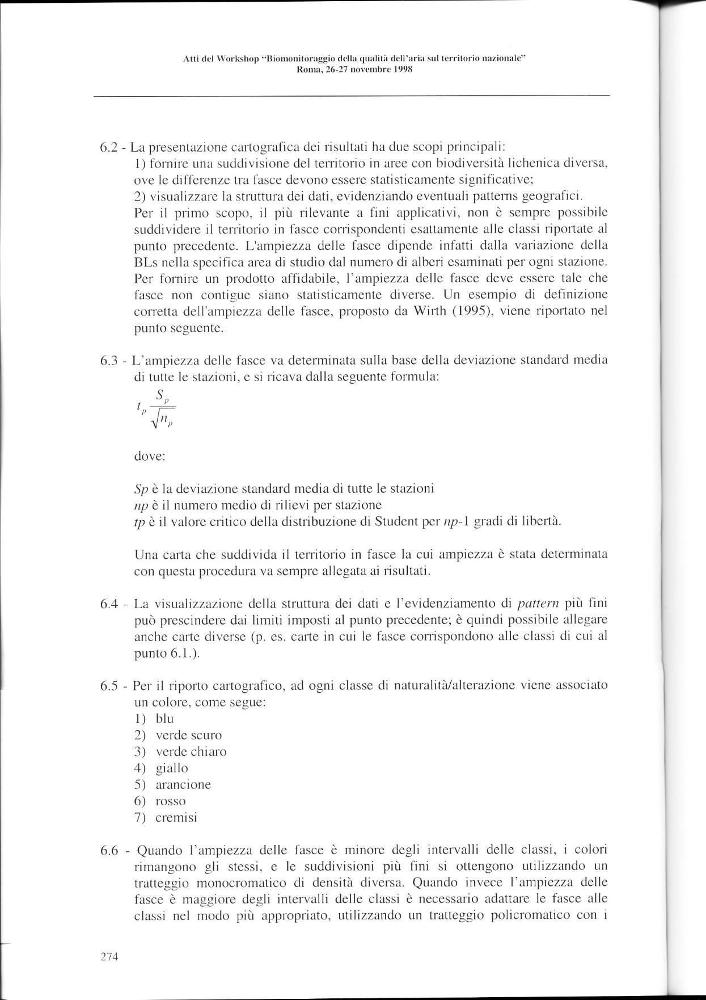 Atti del Workshop “Biomonitoraggio della qualità dell’aria sul territorio nazionale”
Roma, 26-27 novembre 1998
6.2 - La presentazione cartografica dei risultati ha due scopi principali:
1) fornire una suddivisione del territorio in aree con biodiversità lichenica diversa,
ove le differenze tra fasce devono essere statisticamente significative;
2) visualizzare la struttura dei dati, evidenziando eventuali patterns geografici.
Per il primo scopo, il più rilevante a fini applicativi, non è sempre possibile
suddividere il territorio in fasce corrispondenti esattamente alle classi riportate al
punto precedente. L'ampiezza delle fasce dipende infatti dalla variazione della
BLs nella specifica area di studio dal numero di alberi esaminati per ogni stazione.
Per fornire un prodotto affidabile, l’ampiezza delle fasce deve essere tale che
fasce non contigue siano statisticamente diverse. Un esempio di definizione
corretta dell'ampiezza delle fasce, proposto da Wirth (1995), viene riportato nel
punto seguente.
6.3 - L’ampiezza delle fasce va determinata sulla base della deviazione standard media
di tutte le stazioni, e si ricava dalla seguente formula:
t_p S_p / √n_p
dove:
Sp è la deviazione standard media di tutte le stazioni
np è il numero medio di rilievi per stazione
tp è il valore critico della distribuzione di Student per np-1 gradi di libertà.
Una carta che suddivida il territorio in fasce la cui ampiezza è stata determinata
con questa procedura va sempre allegata ai risultati.
6.4 - La visualizzazione della struttura dei dati e l’evidenziamento di pattern più fini
può prescindere dai limiti imposti al punto precedente; è quindi possibile allegare
anche carte diverse (p. es. carte in cui le fasce corrispondono alle classi di cui al
punto 6.1.).
6.5 - Per il riporto cartografico, ad ogni classe di naturalità/alterazione viene associato
un colore, come segue:
1) blu
2) verde scuro
3) verde chiaro
4) giallo
5) arancione
6) rosso
7) cremisi
6.6 - Quando l’ampiezza delle fasce è minore degli intervalli delle classi, i colori
rimangono gli stessi, e le suddivisioni più fini si ottengono utilizzando un
tratteggio monocromatico di densità diversa. Quando invece l’ampiezza delle
fasce è maggiore degli intervalli delle classi è necessario adattare le fasce alle
classi nel modo più appropriato, utilizzando un tratteggio policromatico con i
274